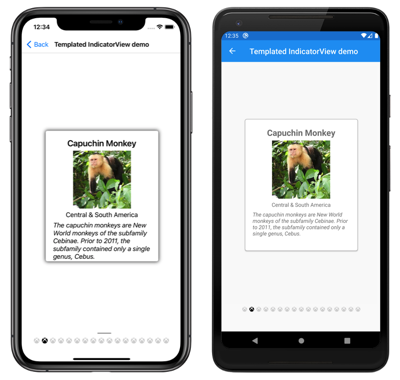 12:34
Back Templated IndicatorView demo
Capuchin Monkey
Central & South America
The capuchin monkeys are New
World monkeys of the subfamily
Cebinae. Prior to 2011, the
subfamily contained only a single
genus, Cebus.
12:35
Templated IndicatorView demo
Capuchin Monkey
Central & South America
The capuchin monkeys are New World
monkeys of the subfamily Cebinae. Prior
to 2011, the subfamily contained only a
single genus, Cebus.